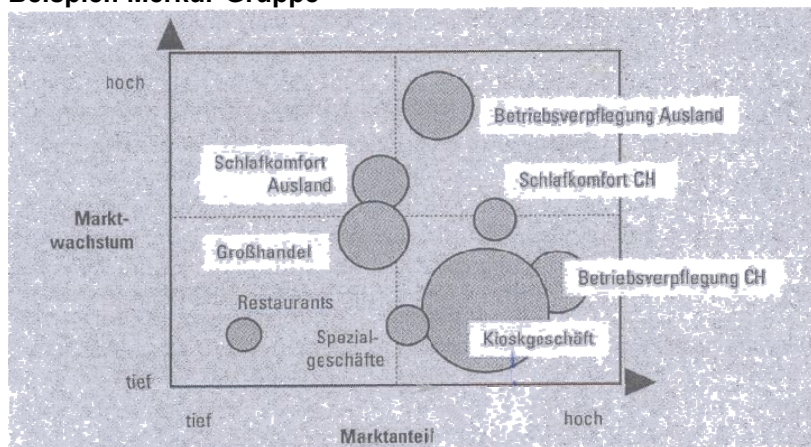 Beispiel: Merkur-Gruppe
hoch
Betriebsverpflegung Ausland
Schlafkomfort
Ausland
Schlafkomfort CH
Markt-
wachstum
Großhandel
Betriebsverpflegung CH
Restaurants
Spezial-
geschäfte
Kioskgeschäft
tief
tief
hoch
Marktanteil